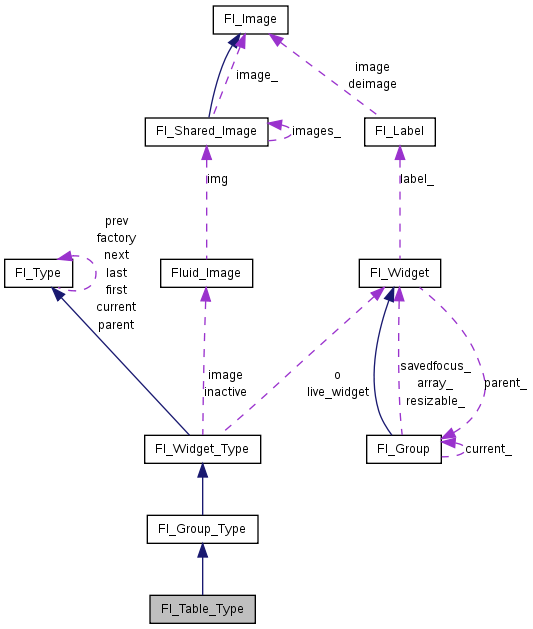 Fl_Image
image_
image
deimage
Fl_Shared_Image
images_
Fl_Label
img
label_
prev
factory
next
last
first
current
parent
Fl_Type
Fluid_Image
Fl_Widget
image
inactive
o
live_widget
savedfocus_
array_
resizable_
parent_
Fl_Widget_Type
Fl_Group
current_
Fl_Group_Type
Fl_Table_Type